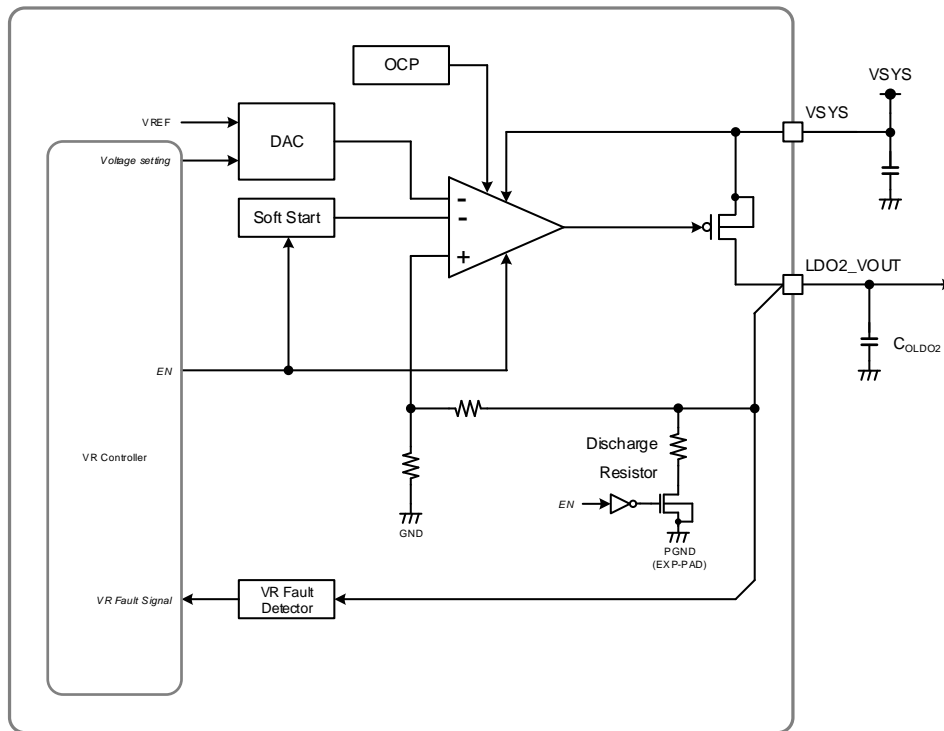 OCP
VSYS
VSYS
VREF
DAC
Voltage setting
-
Soft Start
-
+
LDO2_VOUT
COLDO2
EN
Discharge
Resistor
VR Controller
EN
GND
PGND
(EXP-PAD)
VR Fault Signal
VR Fault
Detector